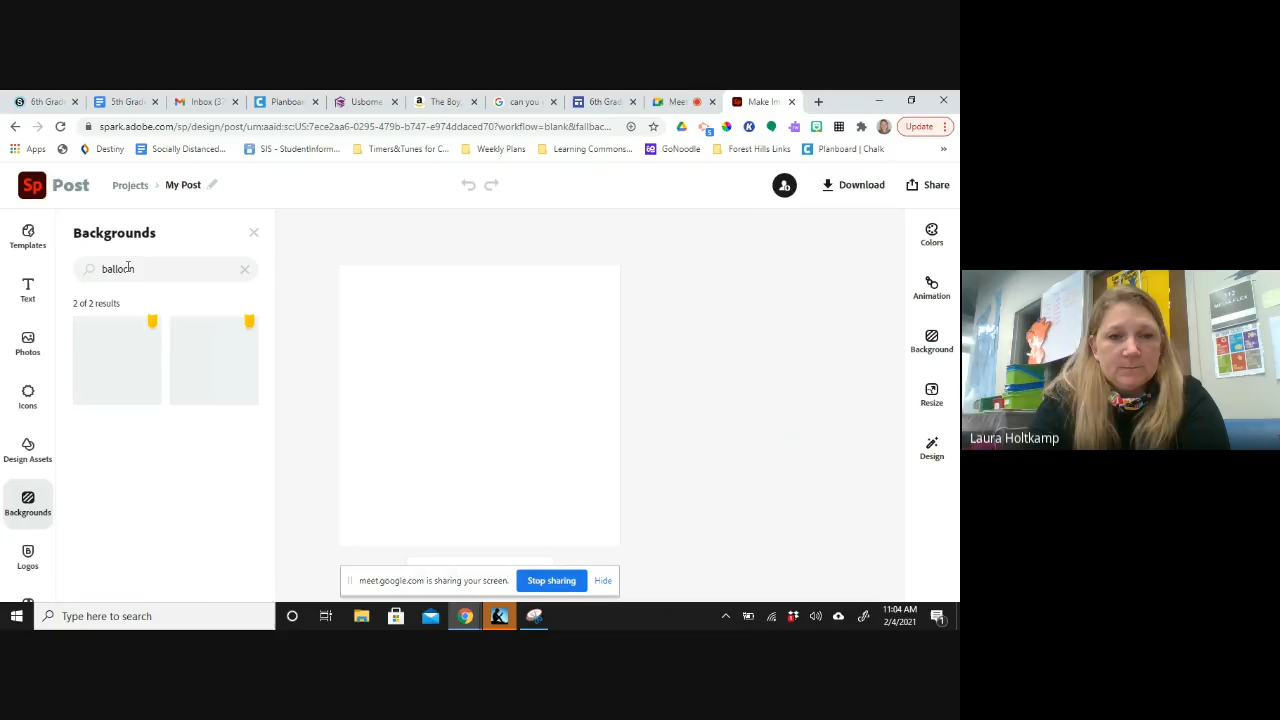 6th Grad
5th Grad
Inbox (3
Planboar
Usborne
The Boy,
can you
6th Grad
Meet
Make Im
spark.adobe.com/sp/design/post/urn:aaid:sc:US:7ece2aa6-0295-479b-b747-e974ddaced70?workflow=blank&fallbac...
Update
Apps
Destiny
Socially Distanced...
SIS - StudentInform...
Timers&Tunes for C...
Weekly Plans
Learning Commons...
GoNoodle
Forest Hills Links
Planboard | Chalk
»
Sp Post
Projects > My Post
Download
Share
Templates
Text
Photos
Icons
Design Assets
Backgrounds
Logos
Backgrounds
balloon
2 of 2 results
Colors
Animation
Background
Resize
Design
meet.google.com is sharing your screen.
Stop sharing
Hide
Type here to search
11:04 AM
2/4/2021
Laura Holtkamp
112